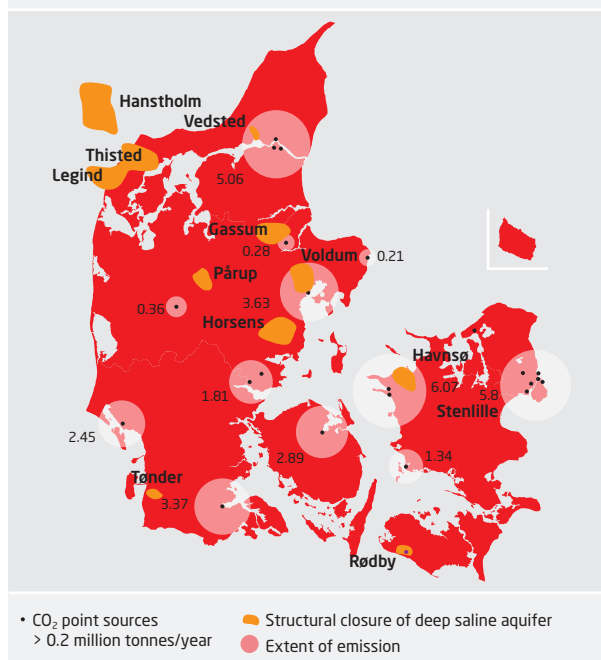 Hanstholm
Vedsted
Thisted
Legind
5.06
Gassum
0.28
Voldum
0.21
Pårup
0.36
3.63
Horsens
Havnsø
6.07
5.8
1.81
Stenlille
2.45
2.89
1.34
Tønder
3.37
Rødby
• CO₂ point sources
> 0.2 million tonnes/year
Structural closure of deep saline aquifer
Extent of emission